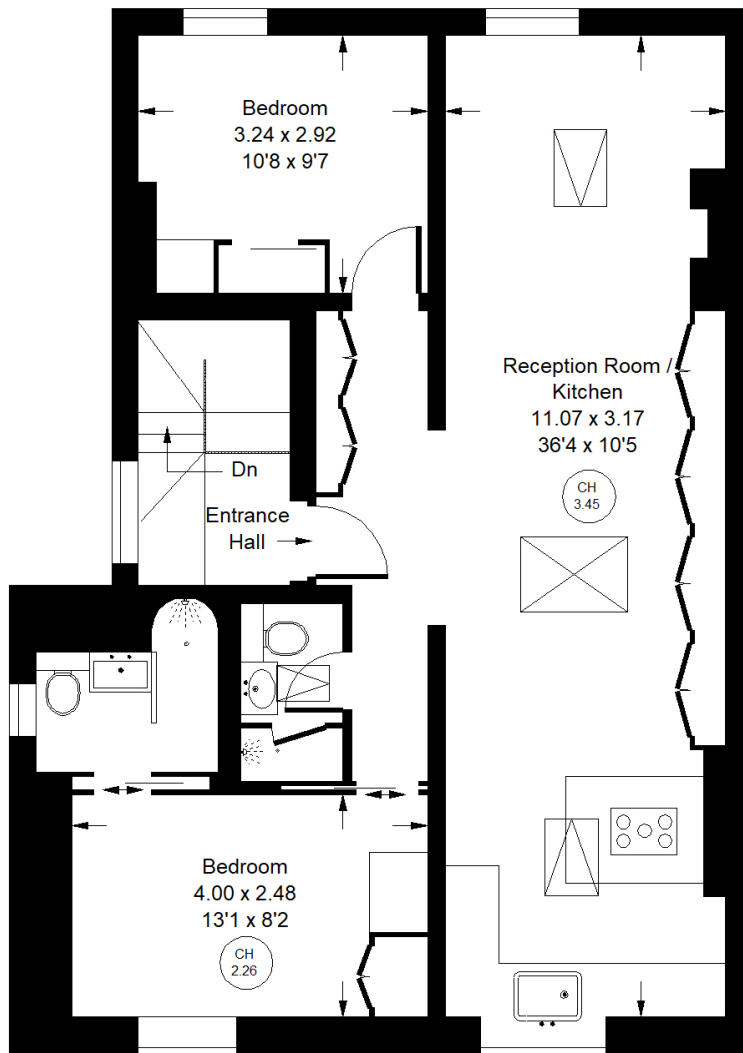 Bedroom
3.24 x 2.92
10'8 x 9'7
Reception Room /
Kitchen
11.07 x 3.17
36'4 x 10'5
CH
3.45
Dn
Entrance
Hall
Bedroom
4.00 x 2.48
13'1 x 8'2
CH
2.26